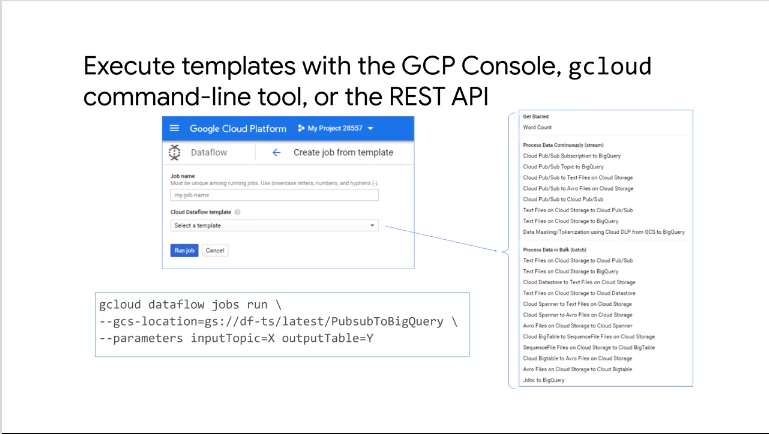 Execute templates with the GCP Console, gcloud
command-line tool, or the REST API
Google Cloud Platform My Project 28557
Dataflow Create job from template
Job name
Must be unique among running jobs. Use lowercase letters, numbers, and hyphens (-).
my-job-name
Cloud Dataflow template
Select a template
Run job Cancel
gcloud dataflow jobs run \
--gcs-location=gs://df-ts/latest/PubsubToBigQuery \
--parameters inputTopic=X outputTable=Y
Get Started
Word Count
Process Data Continuously (stream)
Cloud Pub/Sub Subscription to BigQuery
Cloud Pub/Sub Topic to BigQuery
Cloud Pub/Sub to Text Files on Cloud Storage
Cloud Pub/Sub to Avro Files on Cloud Storage
Cloud Pub/Sub to Cloud Pub/Sub
Text Files on Cloud Storage to Cloud Pub/Sub
Text Files on Cloud Storage to BigQuery
Data Masking/Tokenization using Cloud DLP from GCS to BigQuery
Process Data in Bulk (batch)
Text Files on Cloud Storage to Cloud Pub/Sub
Text Files on Cloud Storage to BigQuery
Cloud Datastore to Text Files on Cloud Storage
Text Files on Cloud Storage to Cloud Datastore
Cloud Spanner to Text Files on Cloud Storage
Cloud Spanner to Avro Files on Cloud Storage
Avro Files on Cloud Storage to Cloud Spanner
Cloud BigTable to SequenceFile Files on Cloud Storage
SequenceFile Files on Cloud Storage to Cloud BigTable
Cloud Bigtable to Avro Files on Cloud Storage
Avro Files on Cloud Storage to Cloud Bigtable
Jdbc to BigQuery